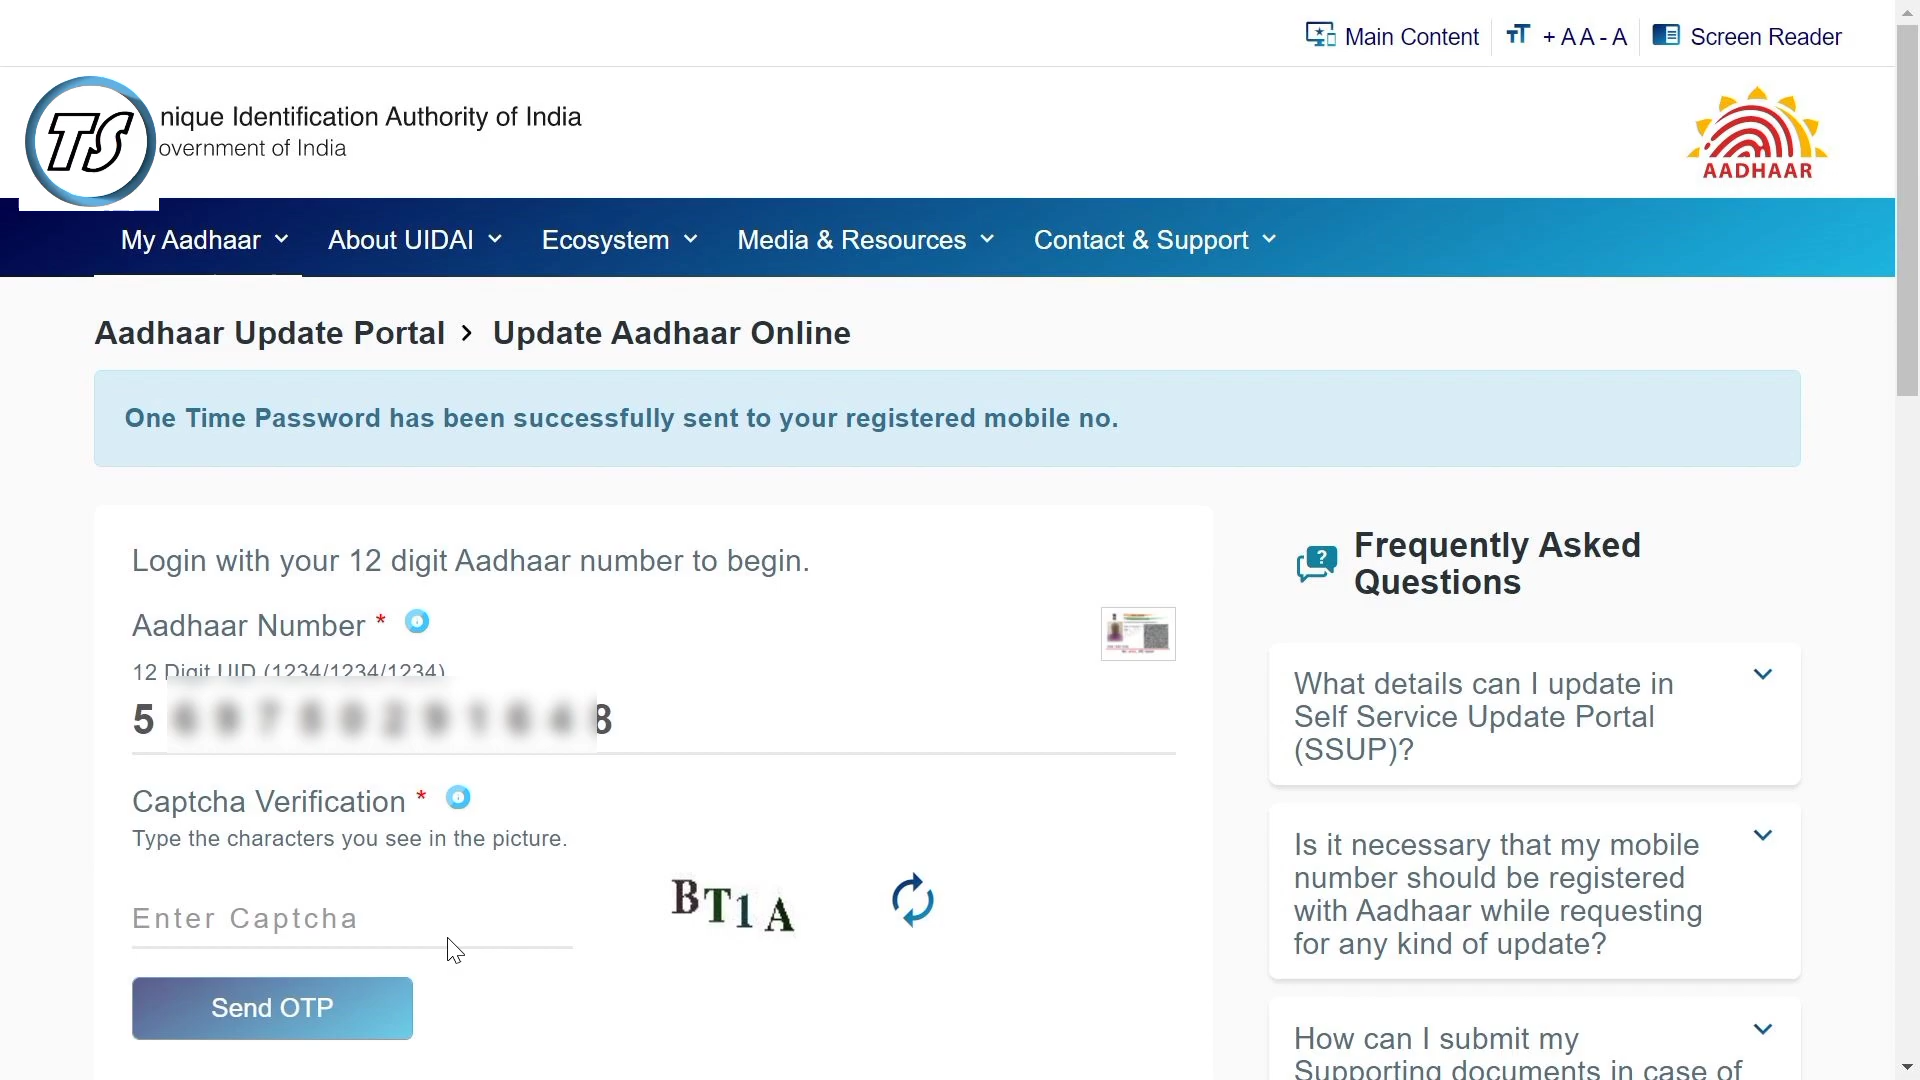 Main Content
+ A A - A
Screen Reader
TS
nique Identification Authority of India
overnment of India
AADHAAR
My Aadhaar
About UIDAI
Ecosystem
Media & Resources
Contact & Support
Aadhaar Update Portal > Update Aadhaar Online
One Time Password has been successfully sent to your registered mobile no.
Login with your 12 digit Aadhaar number to begin.
Aadhaar Number *
12 Digit UID (1234/1234/1234)
5
8
Captcha Verification *
Type the characters you see in the picture.
Enter Captcha
BT1A
Send OTP
Frequently Asked
Questions
What details can I update in
Self Service Update Portal
(SSUP)?
Is it necessary that my mobile
number should be registered
with Aadhaar while requesting
for any kind of update?
How can I submit my
Supporting documents in case of